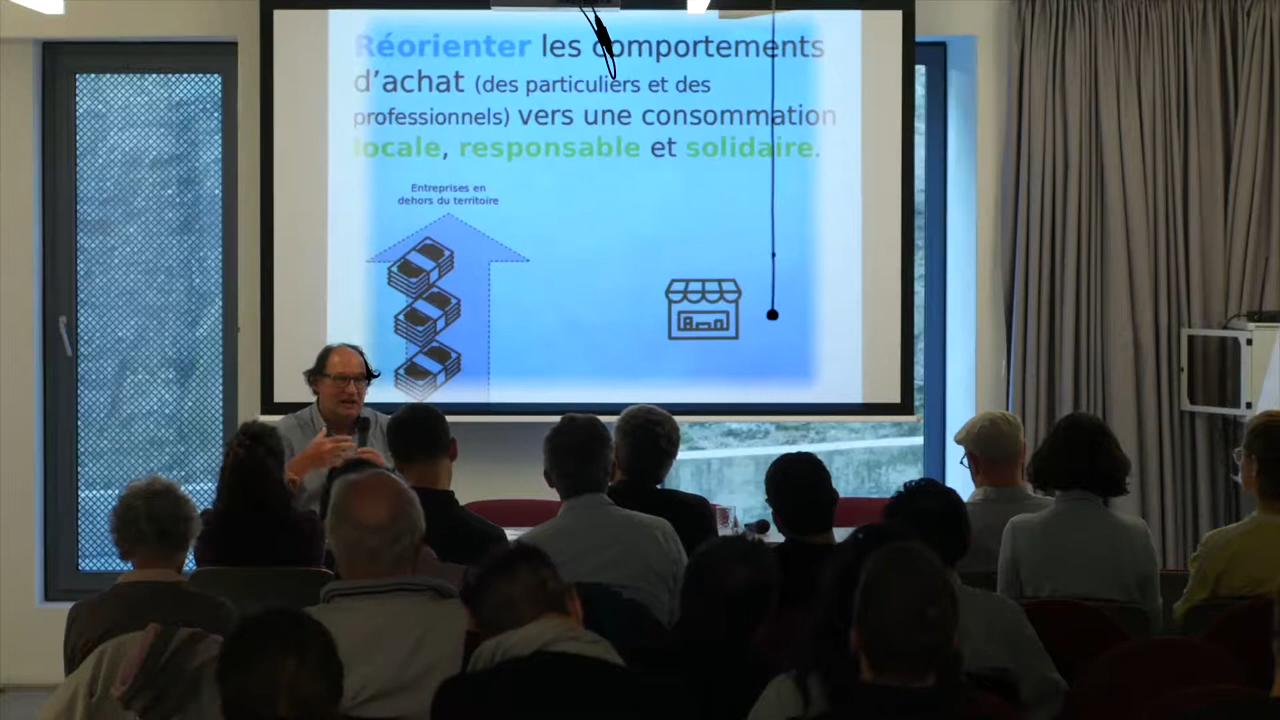 Réorienter les comportements
d'achat (des particuliers et des
professionnels) vers une consommation
locale, responsable et solidaire.
Entreprises en
dehors du territoire